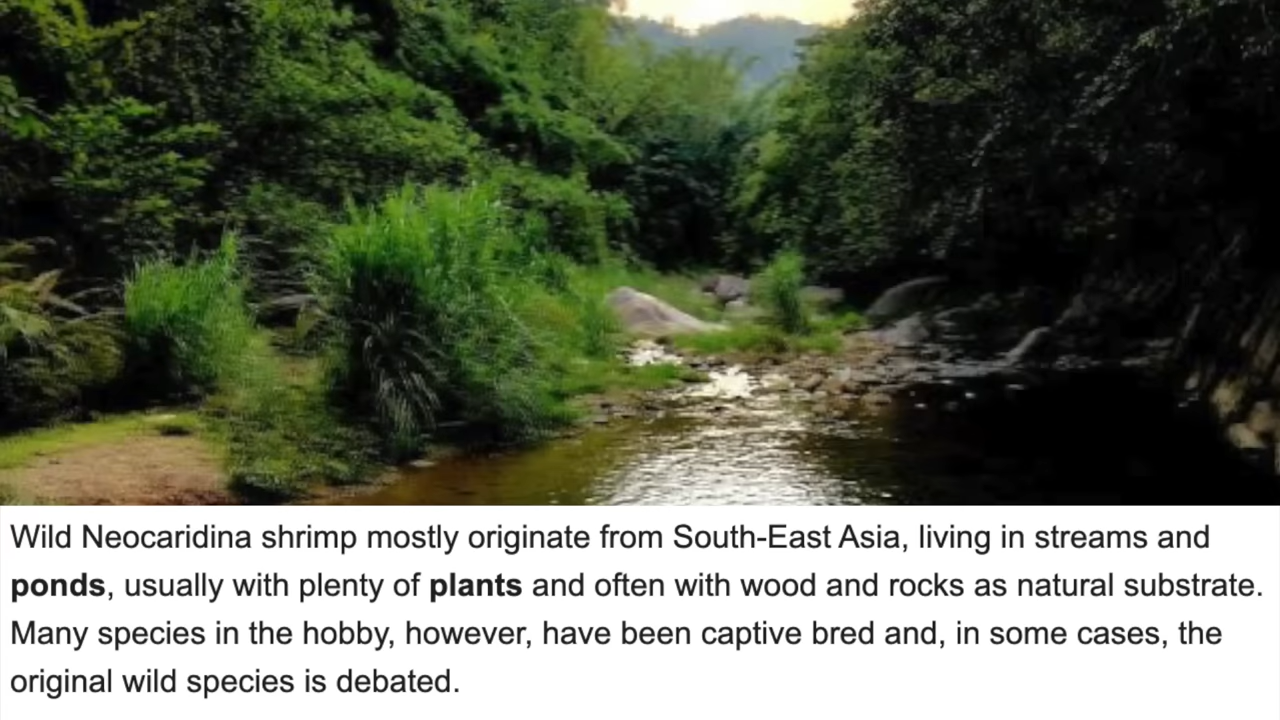 Wild Neocaridina shrimp mostly originate from South-East Asia, living in streams and
ponds, usually with plenty of plants and often with wood and rocks as natural substrate.
Many species in the hobby, however, have been captive bred and, in some cases, the
original wild species is debated.